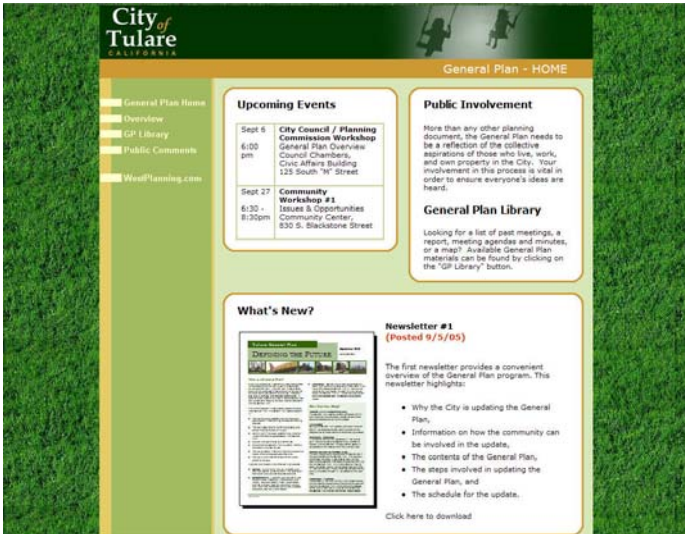 City of
Tulare
CALIFORNIA
General Plan - HOME
General Plan Home
Overview
GP Library
Public Comments
WestPlanning.com
Upcoming Events
Sept 6
6:00
pm
City Council / Planning
Commission Workshop
General Plan Overview
Council Chambers,
Civic Affairs Building
125 South "M" Street
Sept 27
6:30 -
8:30pm
Community
Workshop #1
Issues & Opportunities
Community Center,
830 S. Blackstone Street
Public Involvement
More than any other planning
document, the General Plan needs to
be a reflection of the collective
aspirations of those who live, work,
and own property in the City. Your
involvement in this process is vital in
order to ensure everyone's ideas are
heard.
General Plan Library
Looking for a list of past meetings, a
report, meeting agendas and minutes,
or a map? Available General Plan
materials can be found by clicking on
the "GP Library" button.
What's New?
Tulare General Plan
DEFINING THE FUTURE
Newsletter #1
(Posted 9/5/05)
The first newsletter provides a convenient
overview of the General Plan program. This
newsletter highlights:
• Why the City is updating the General
Plan,
• Information on how the community can
be involved in the update,
• The contents of the General Plan,
• The steps involved in updating the
General Plan, and
• The schedule for the update.
Click here to download